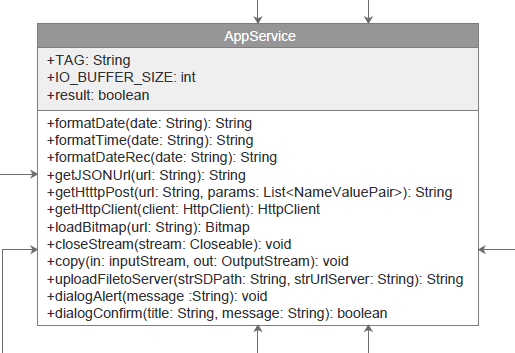 AppService
+TAG: String
+IO_BUFFER_SIZE: int
+result: boolean
+formatDate(date: String): String
+formatTime(date: String): String
+formatDateRec(date: String): String
+getJSONUrl(url: String): String
+getHtttpPost(url: String, params: List<NameValuePair>): String
+getHttpClient(client: HttpClient): HttpClient
+loadBitmap(url: String): Bitmap
+closeStream(stream: Closeable): void
+copy(in: inputStream, out: OutputStream): void
+uploadFiletoServer(strSDPath: String, strUrlServer: String): String
+dialogAlert(message :String): void
+dialogConfirm(title: String, message: String): boolean